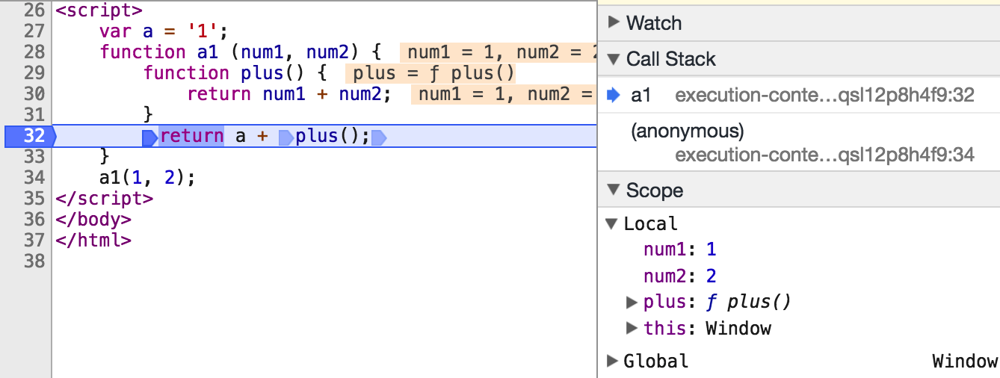 26 <script>
27 var a = '1';
28 function a1 (num1, num2) { num1 = 1, num2 = 2
29 function plus() { plus = ƒ plus()
30 return num1 + num2; num1 = 1, num2 =
31 }
32 return a + plus();
33 }
34 a1(1, 2);
35 </script>
36 </body>
37 </html>
38
Watch
Call Stack
a1 execution-conte…qsl12p8h4f9:32
(anonymous)
execution-conte…qsl12p8h4f9:34
Scope
Local
num1: 1
num2: 2
plus: ƒ plus()
this: Window
Global Window